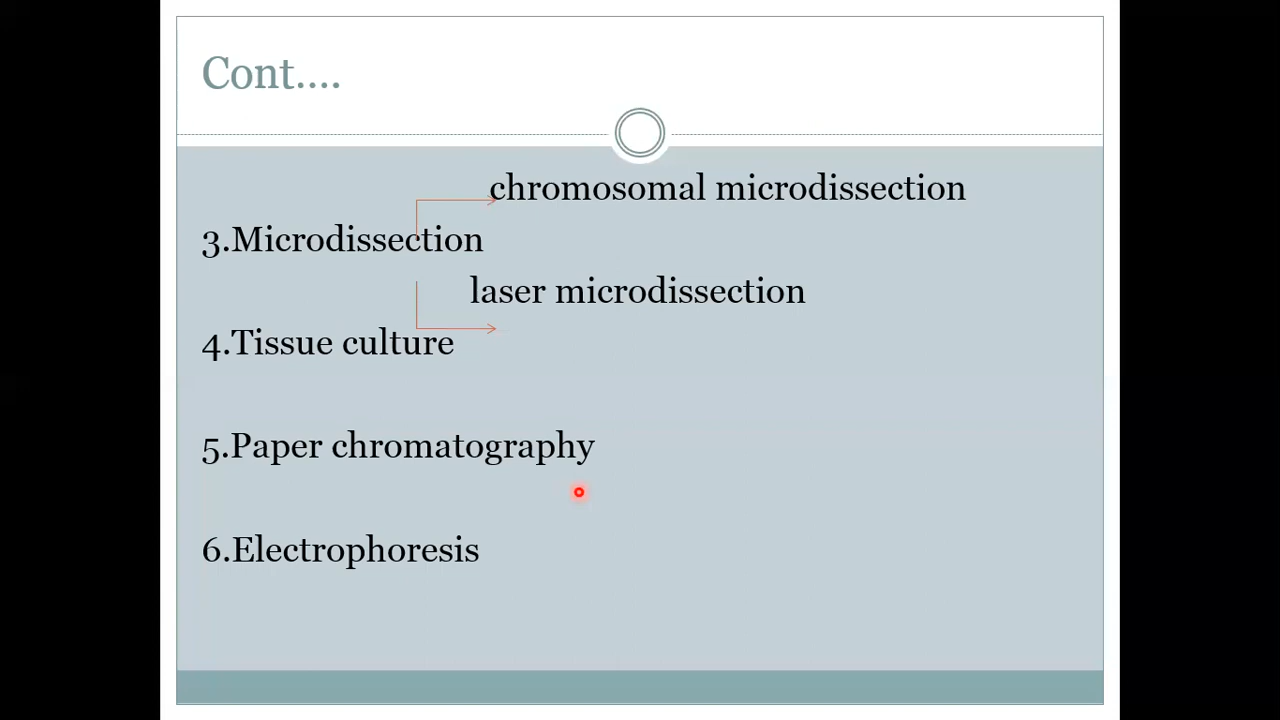 Cont....
chromosomal microdissection
3.Microdissection
laser microdissection
4.Tissue culture
5.Paper chromatography
6.Electrophoresis